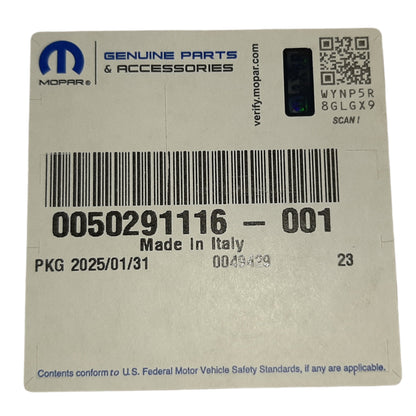 GENUINE PARTS
& ACCESSORIES
MOPAR®
verify.mopar.com
WYNP5R
8GLGX9
SCAN!
0050291116 - 001
Made in Italy
PKG 2025/01/31 0049429 23
Contents conform to U.S. Federal Motor Vehicle Safety Standards, if any are applicable.